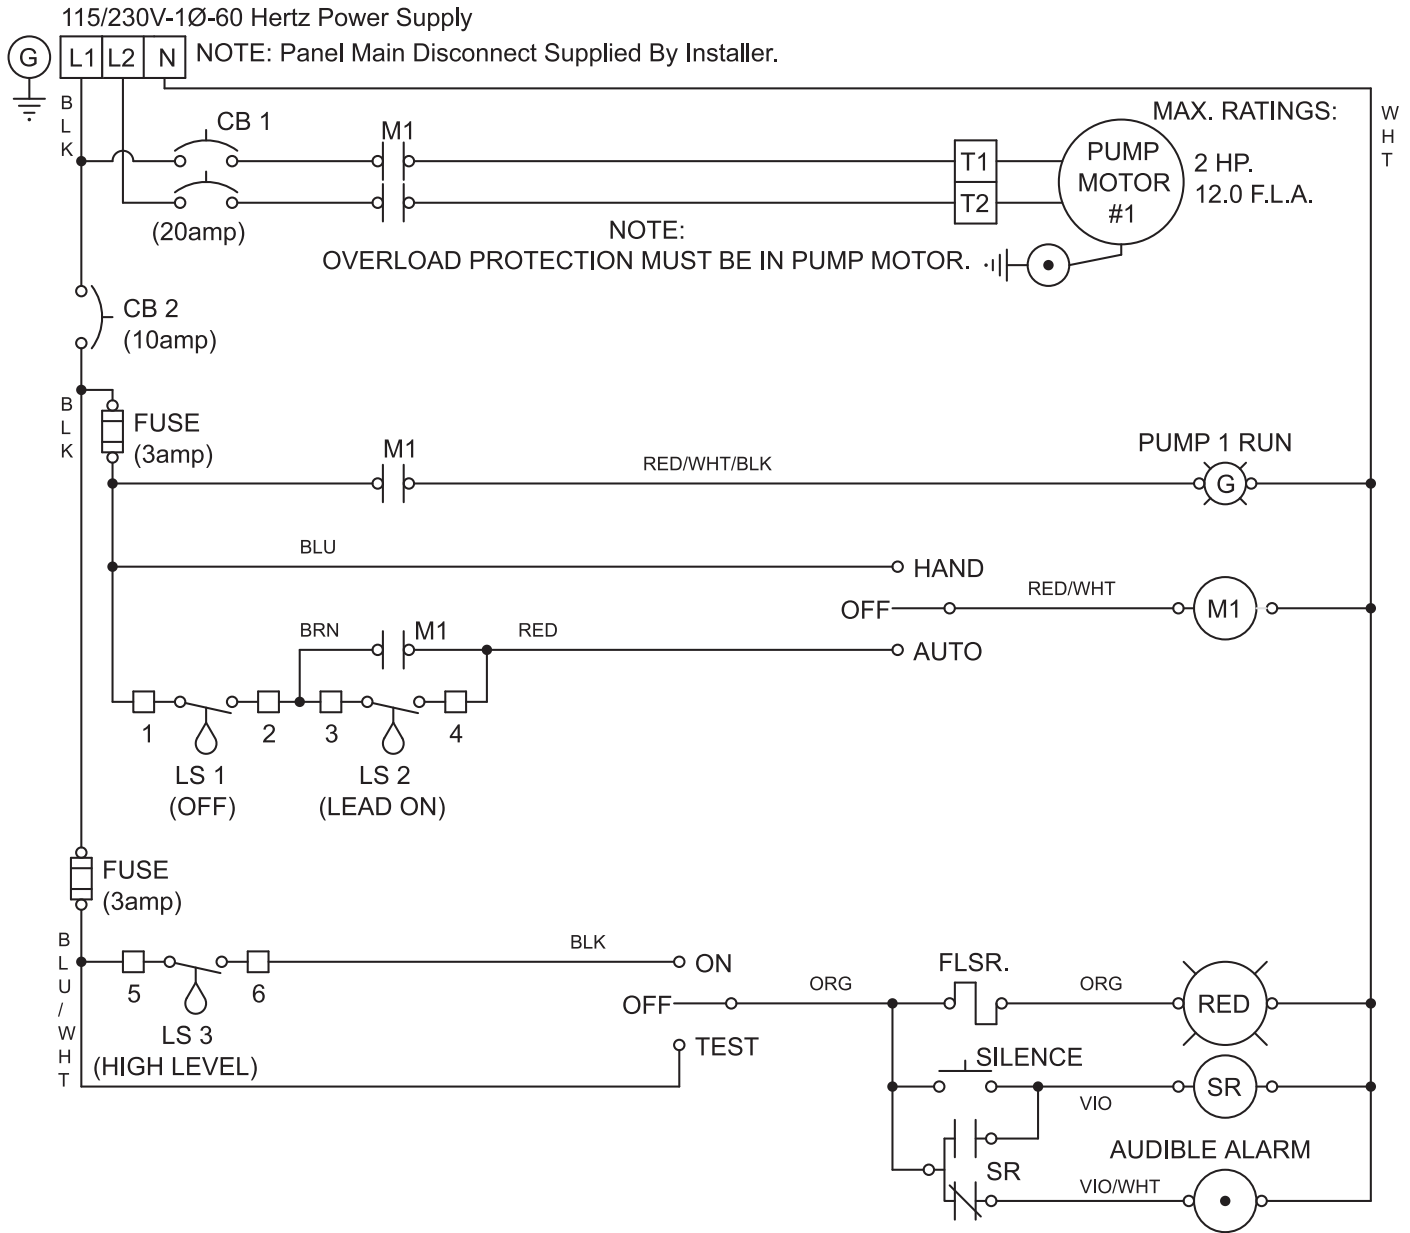 115/230V-1Ø-60 Hertz Power Supply
G L1 L2 N NOTE: Panel Main Disconnect Supplied By Installer.
BLK
WHT
CB 1
(20amp)
M1
T1
T2
PUMP
MOTOR
#1
MAX. RATINGS:
2 HP.
12.0 F.L.A.
NOTE:
OVERLOAD PROTECTION MUST BE IN PUMP MOTOR.
CB 2
(10amp)
BLK
FUSE
(3amp)
M1
RED/WHT/BLK
PUMP 1 RUN
G
BLU
HAND
OFF
AUTO
RED/WHT
M1
BRN
M1
RED
1
2
3
4
LS 1
(OFF)
LS 2
(LEAD ON)
FUSE
(3amp)
BLU/WHT
5
6
LS 3
(HIGH LEVEL)
BLK
ON
OFF
TEST
ORG
FLSR.
ORG
RED
SILENCE
VIO
SR
SR
AUDIBLE ALARM
VIO/WHT